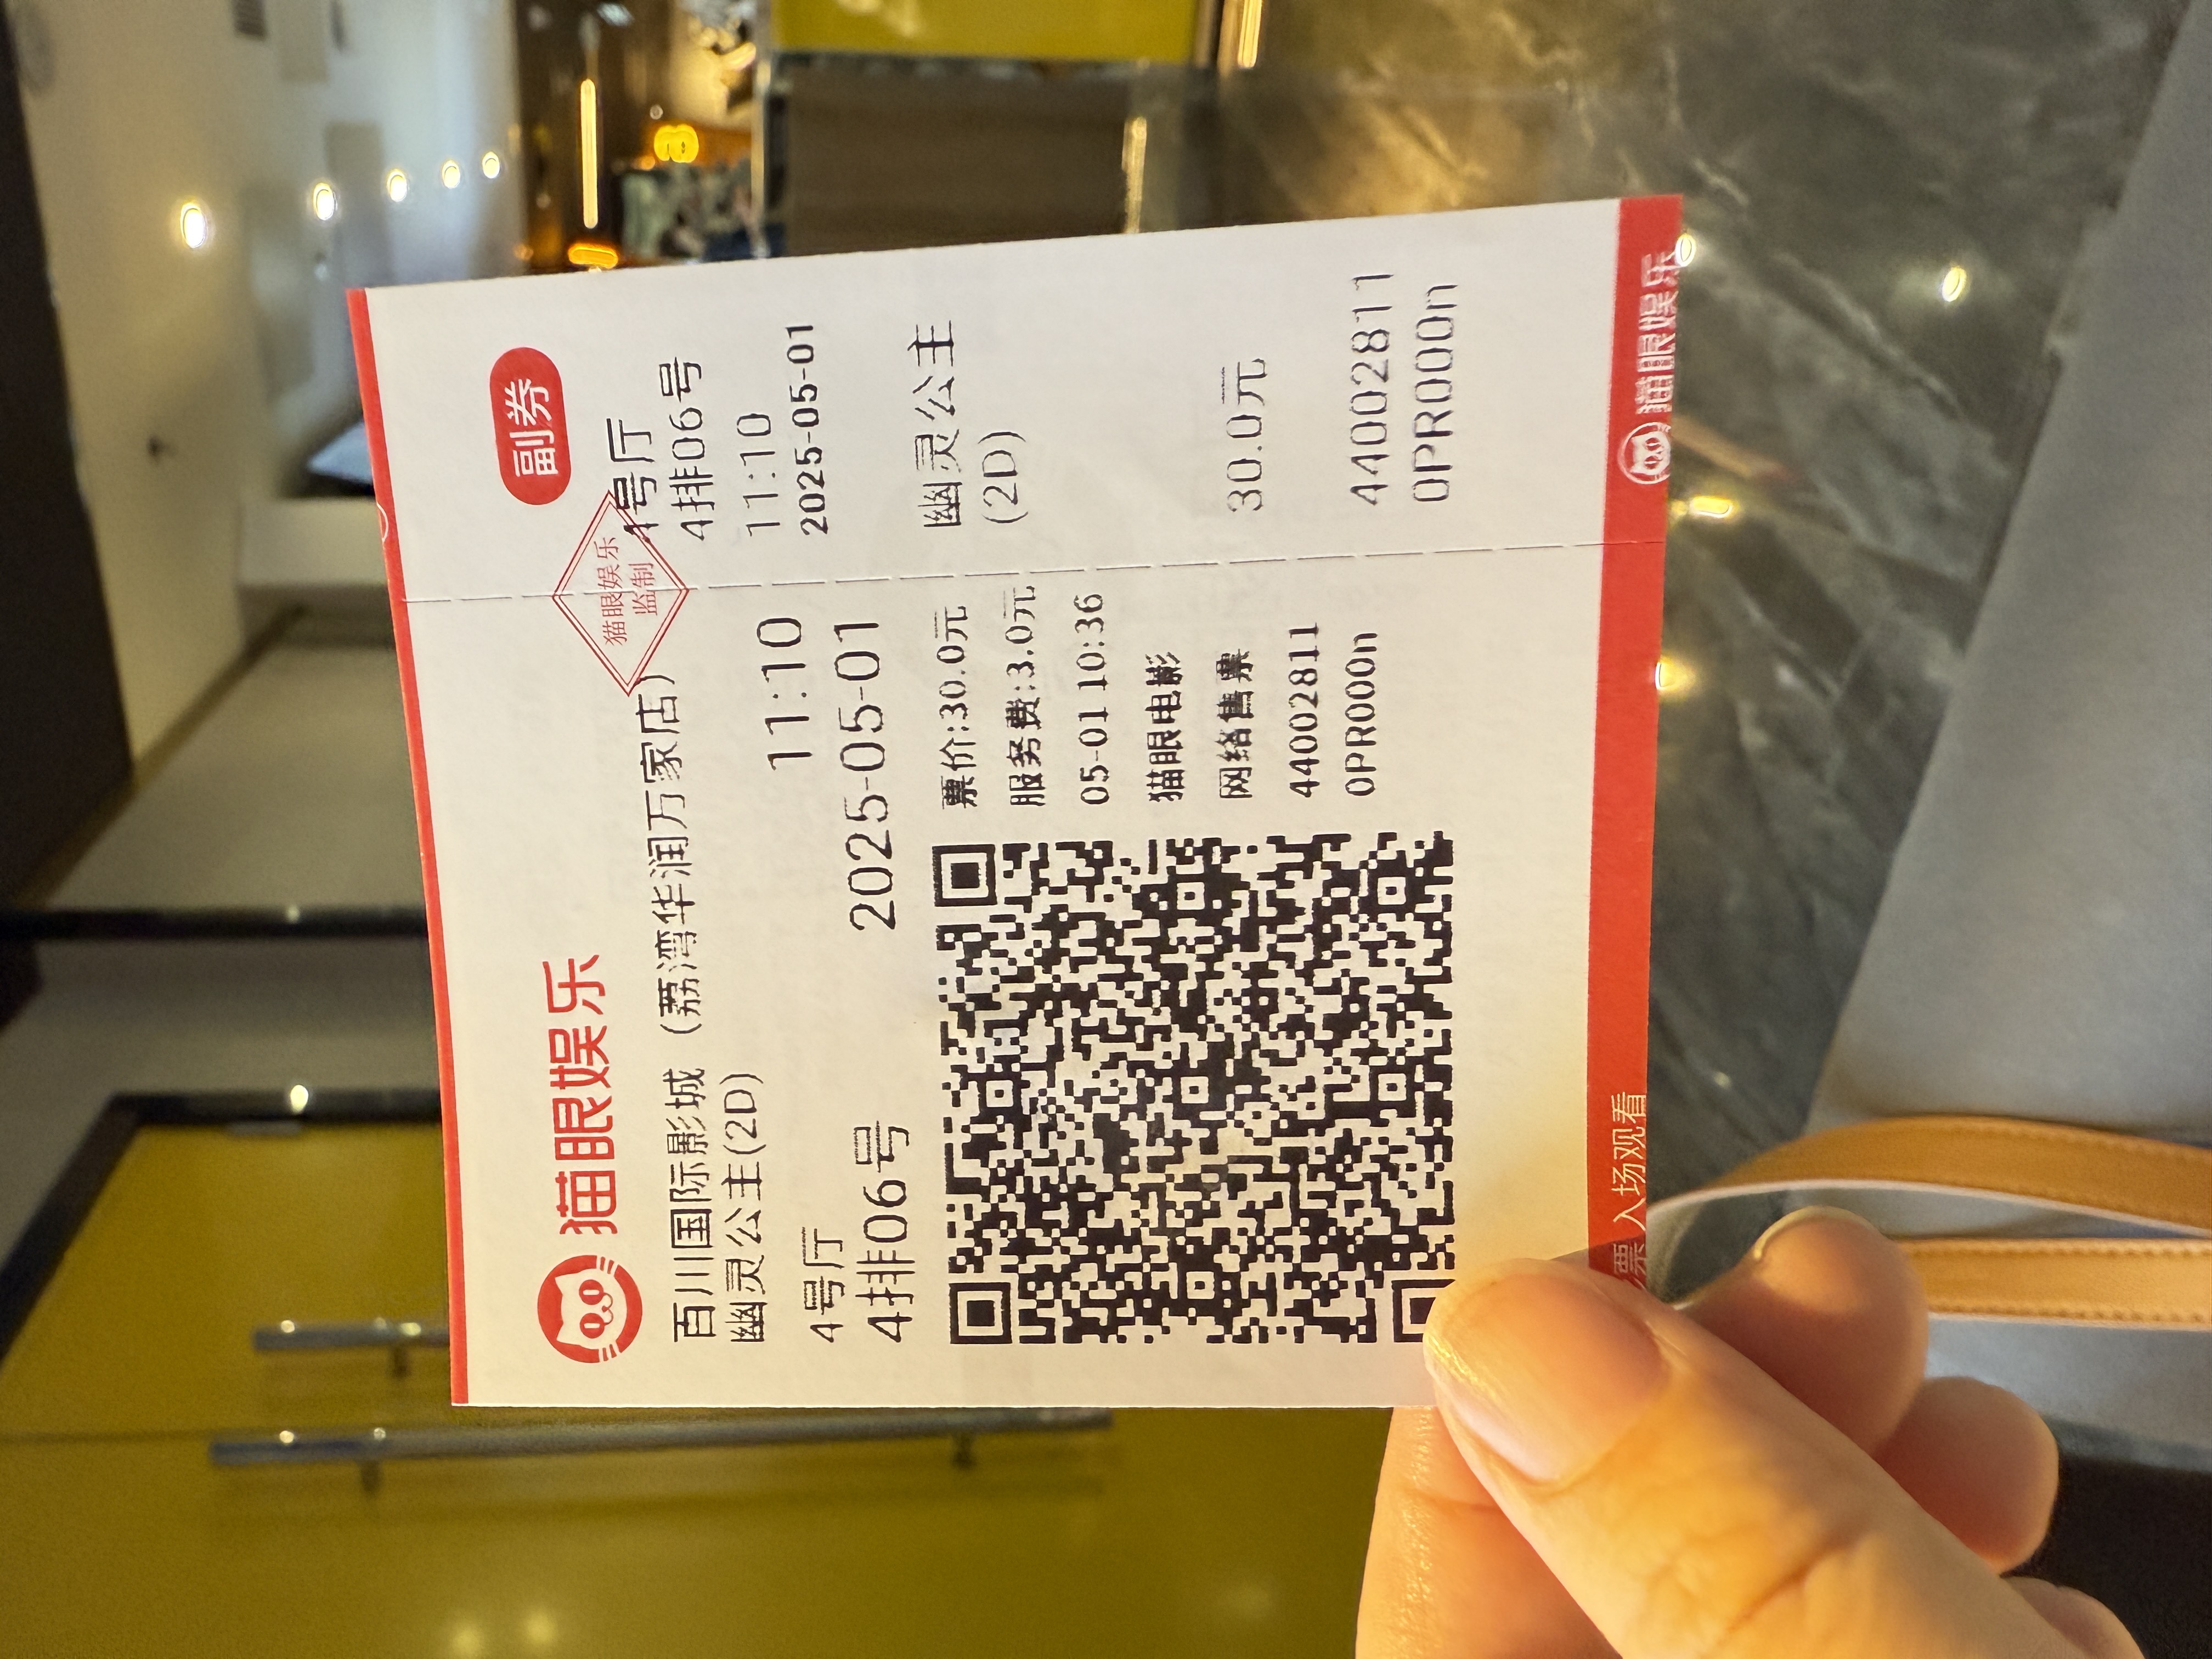 猫眼娱乐
百川国际影城（荔湾华润万家店）
幽灵公主(2D)
4号厅
11:10
4排06号
2025-05-01
票价:30.0元
服务费:3.0元
05-01 10:36
猫眼电影
网络售票
44002811
0PR000n
猫眼娱乐
监制
副券
4号厅
4排06号
11:10
2025-05-01
幽灵公主
(2D)
30.0元
44002811
0PR000n
票 入场观看
猫眼娱乐